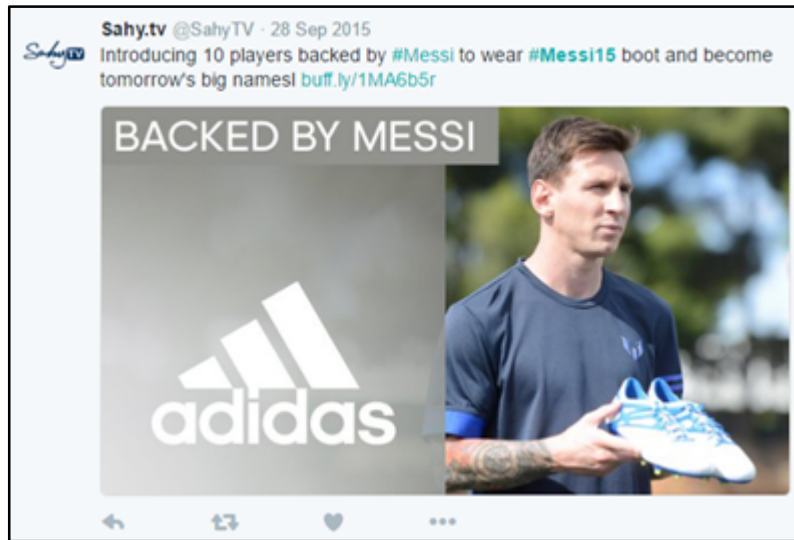 Sahy.tv @SahyTV · 28 Sep 2015
SahyTV
Introducing 10 players backed by #Messi to wear #Messi15 boot and become
tomorrow's big names! buff.ly/1MA6b5r
BACKED BY MESSI
adidas